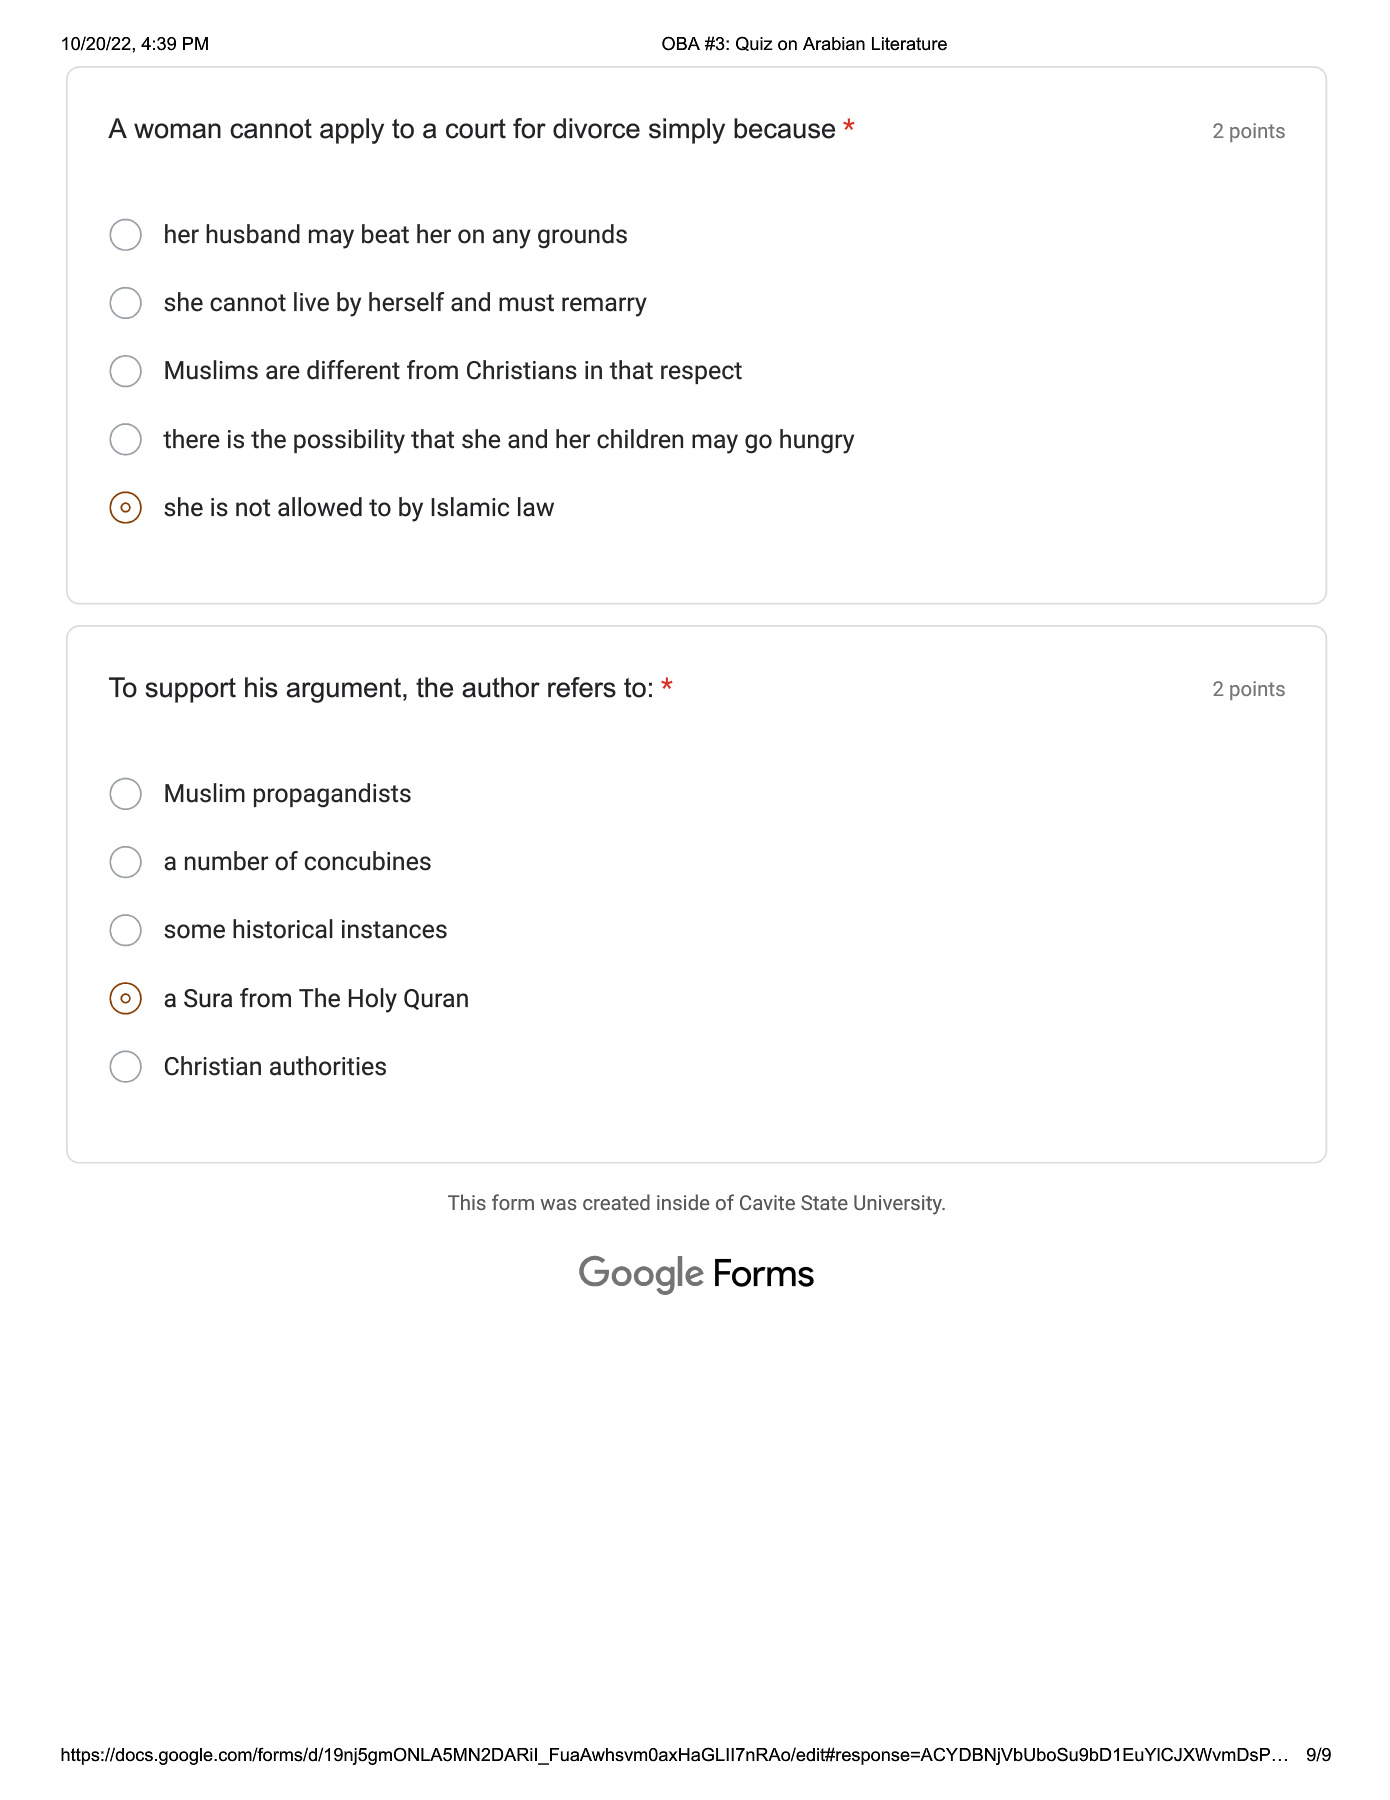 10/20/22, 4:39 PM
OBA #3: Quiz on Arabian Literature
A woman cannot apply to a court for divorce simply because *
2 points
her husband may beat her on any grounds
she cannot live by herself and must remarry
Muslims are different from Christians in that respect
there is the possibility that she and her children may go hungry
she is not allowed to by Islamic law
To support his argument, the author refers to: *
2 points
Muslim propagandists
a number of concubines
some historical instances
a Sura from The Holy Quran
Christian authorities
This form was created inside of Cavite State University.
Google Forms
https://docs.google.com/forms/d/19nj5gmONLA5MN2DARiI_FuaAwhsvm0axHaGLII7nRAo/edit#response=ACYDBNjVbUboSu9bD1EuYlCJXWvmDsP…
9/9